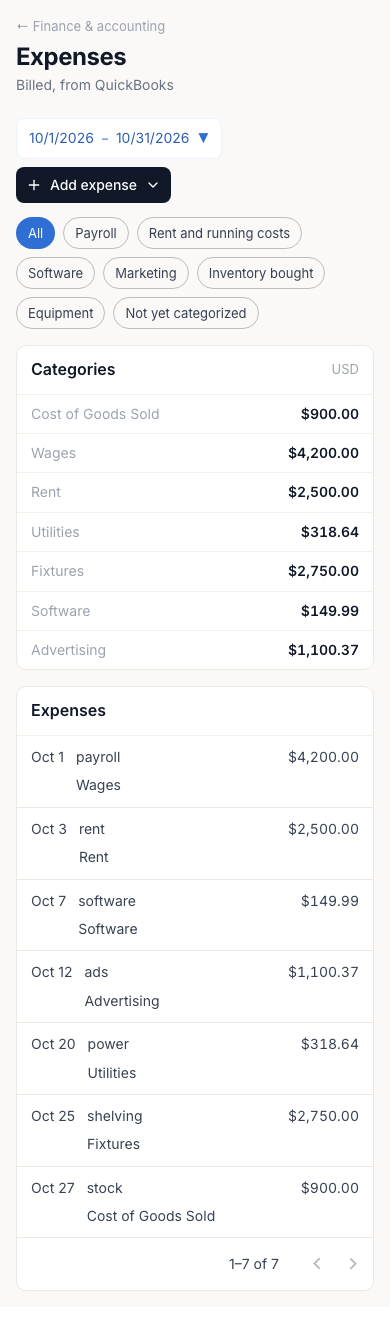 ← Finance & accounting
Expenses
Billed, from QuickBooks
10/1/2026 – 10/31/2026 ▼
+ Add expense
All Payroll Rent and running costs
Software Marketing Inventory bought
Equipment Not yet categorized
Categories USD
Cost of Goods Sold $900.00
Wages $4,200.00
Rent $2,500.00
Utilities $318.64
Fixtures $2,750.00
Software $149.99
Advertising $1,100.37
Expenses
Oct 1 payroll $4,200.00
Wages
Oct 3 rent $2,500.00
Rent
Oct 7 software $149.99
Software
Oct 12 ads $1,100.37
Advertising
Oct 20 power $318.64
Utilities
Oct 25 shelving $2,750.00
Fixtures
Oct 27 stock $900.00
Cost of Goods Sold
1–7 of 7